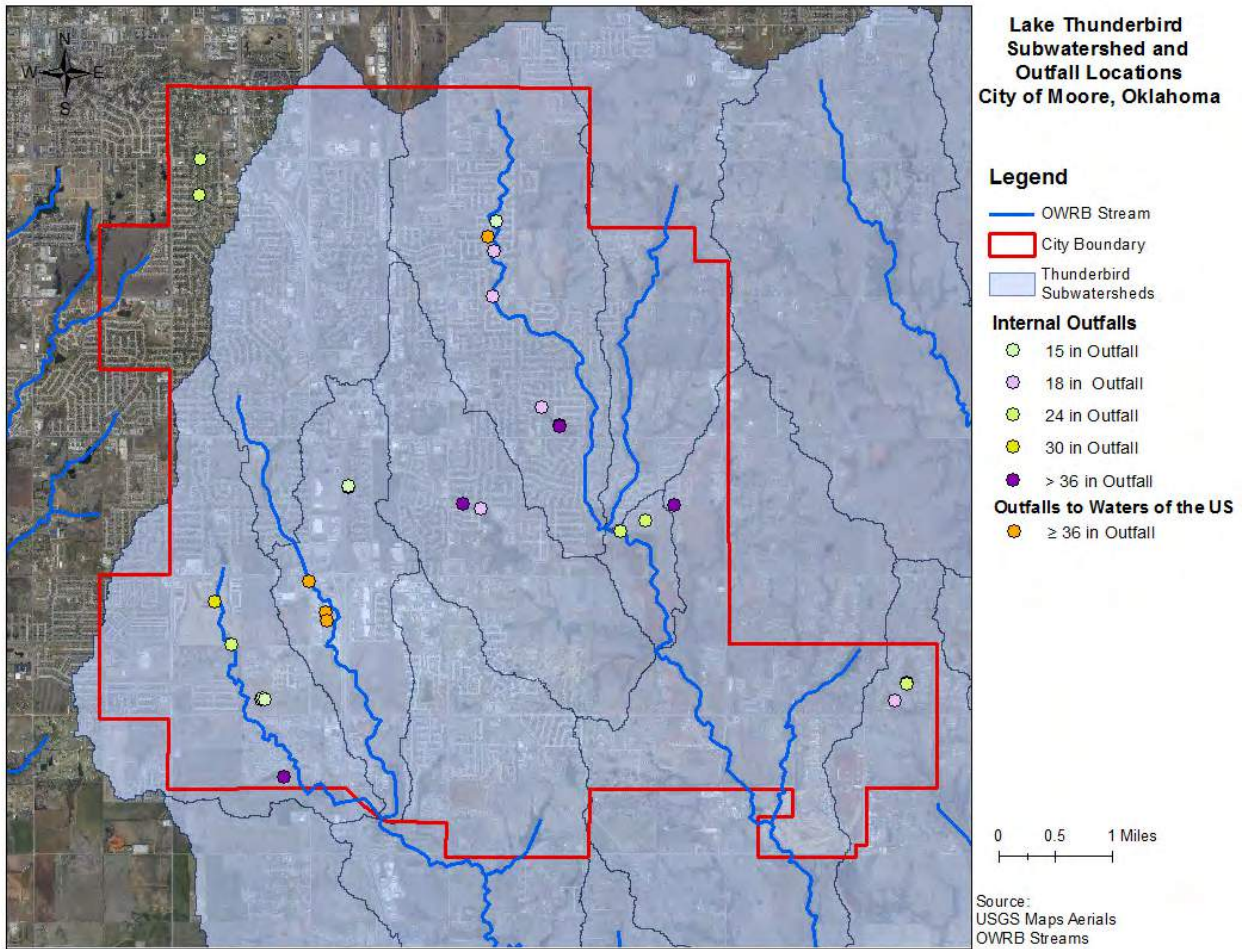 N
W E
S
Lake Thunderbird
Subwatershed and
Outfall Locations
City of Moore, Oklahoma
Legend
OWRB Stream
City Boundary
Thunderbird
Subwatersheds
Internal Outfalls
15 in Outfall
18 in Outfall
24 in Outfall
30 in Outfall
> 36 in Outfall
Outfalls to Waters of the US
≥ 36 in Outfall
0 0.5 1 Miles
Source:
USGS Maps Aerials
OWRB Streams